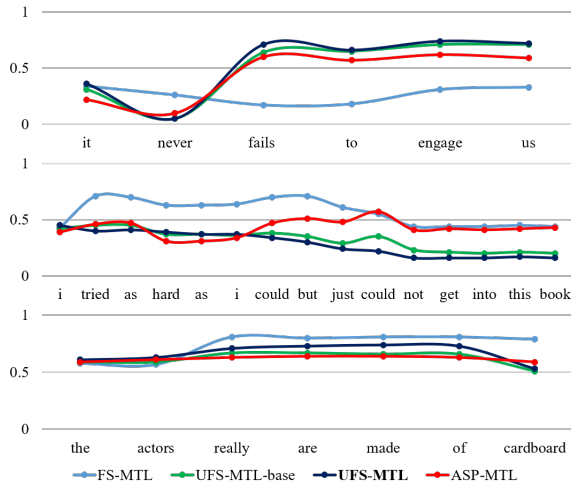 1
0.5
0
it never fails to engage us
1
0.5
0
i tried as hard as i could but just could not get into this book
1
0.5
0
the actors really are made of cardboard
FS-MTL UFS-MTL-base UFS-MTL ASP-MTL